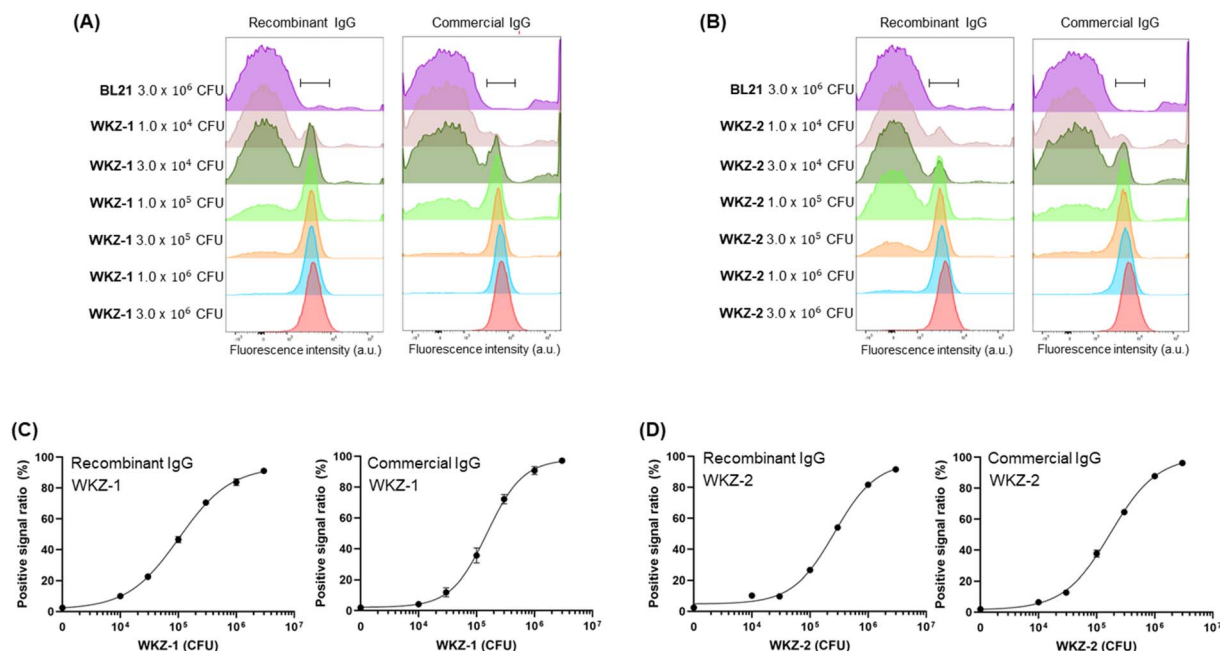 (A)
Recombinant IgG
Commercial IgG
BL21 3.0 x 10⁶ CFU
WKZ-1 1.0 x 10⁴ CFU
WKZ-1 3.0 x 10⁴ CFU
WKZ-1 1.0 x 10⁵ CFU
WKZ-1 3.0 x 10⁵ CFU
WKZ-1 1.0 x 10⁶ CFU
WKZ-1 3.0 x 10⁶ CFU
Fluorescence intensity (a.u.)
Fluorescence intensity (a.u.)
(B)
Recombinant IgG
Commercial IgG
BL21 3.0 x 10⁶ CFU
WKZ-2 1.0 x 10⁴ CFU
WKZ-2 3.0 x 10⁴ CFU
WKZ-2 1.0 x 10⁵ CFU
WKZ-2 3.0 x 10⁵ CFU
WKZ-2 1.0 x 10⁶ CFU
WKZ-2 3.0 x 10⁶ CFU
Fluorescence intensity (a.u.)
Fluorescence intensity (a.u.)
(C)
Positive signal ratio (%)
100
80
60
40
20
0
Recombinant IgG
WKZ-1
0 10⁴ 10⁵ 10⁶ 10⁷
WKZ-1 (CFU)
Positive signal ratio (%)
100
80
60
40
20
0
Commercial IgG
WKZ-1
0 10⁴ 10⁵ 10⁶ 10⁷
WKZ-1 (CFU)
(D)
Positive signal ratio (%)
100
80
60
40
20
0
Recombinant IgG
WKZ-2
0 10⁴ 10⁵ 10⁶ 10⁷
WKZ-2 (CFU)
Positive signal ratio (%)
100
80
60
40
20
0
Commercial IgG
WKZ-2
0 10⁴ 10⁵ 10⁶ 10⁷
WKZ-2 (CFU)